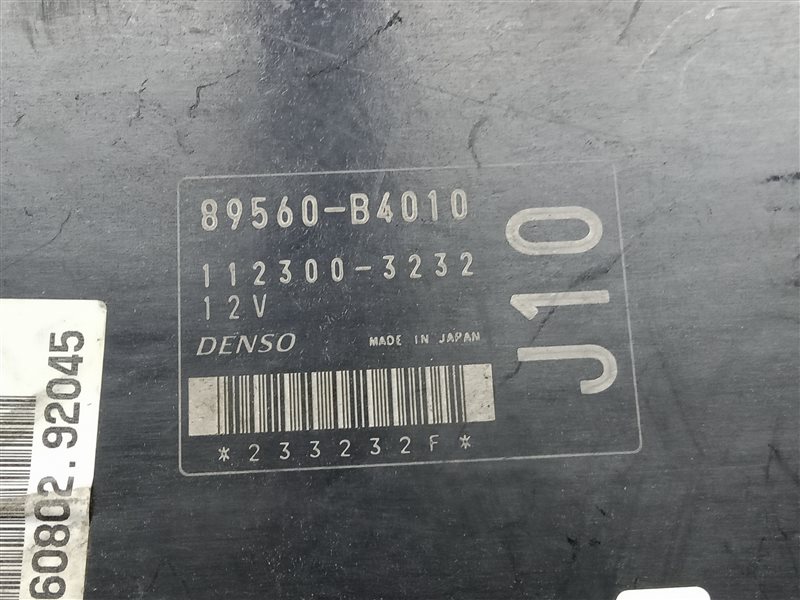 89560-B4010
112300-3232
12V
DENSO MADE IN JAPAN
*233232F*
J10
60802.92045